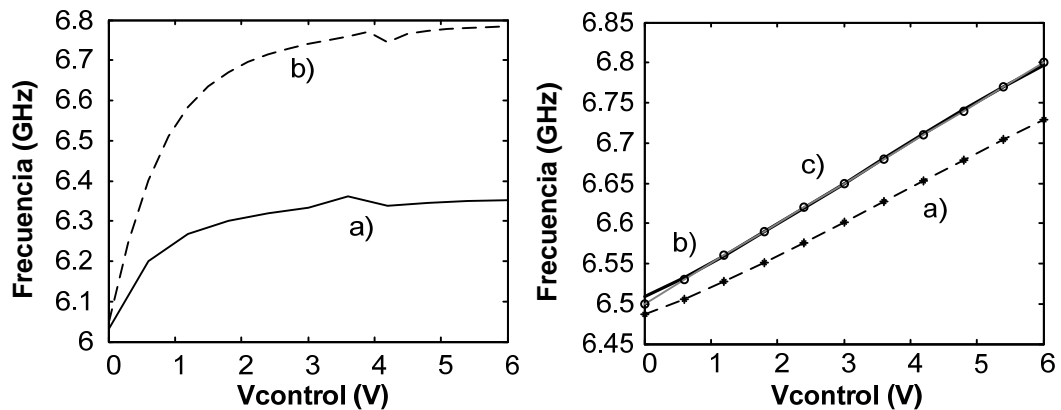 Frecuencia (GHz)
6.8
6.7
6.6
6.5
6.4
6.3
6.2
6.1
6
b)
a)
0 1 2 3 4 5 6
Vcontrol (V)
Frecuencia (GHz)
6.85
6.8
6.75
6.7
6.65
6.6
6.55
6.5
6.45
c)
b)
a)
0 1 2 3 4 5 6
Vcontrol (V)